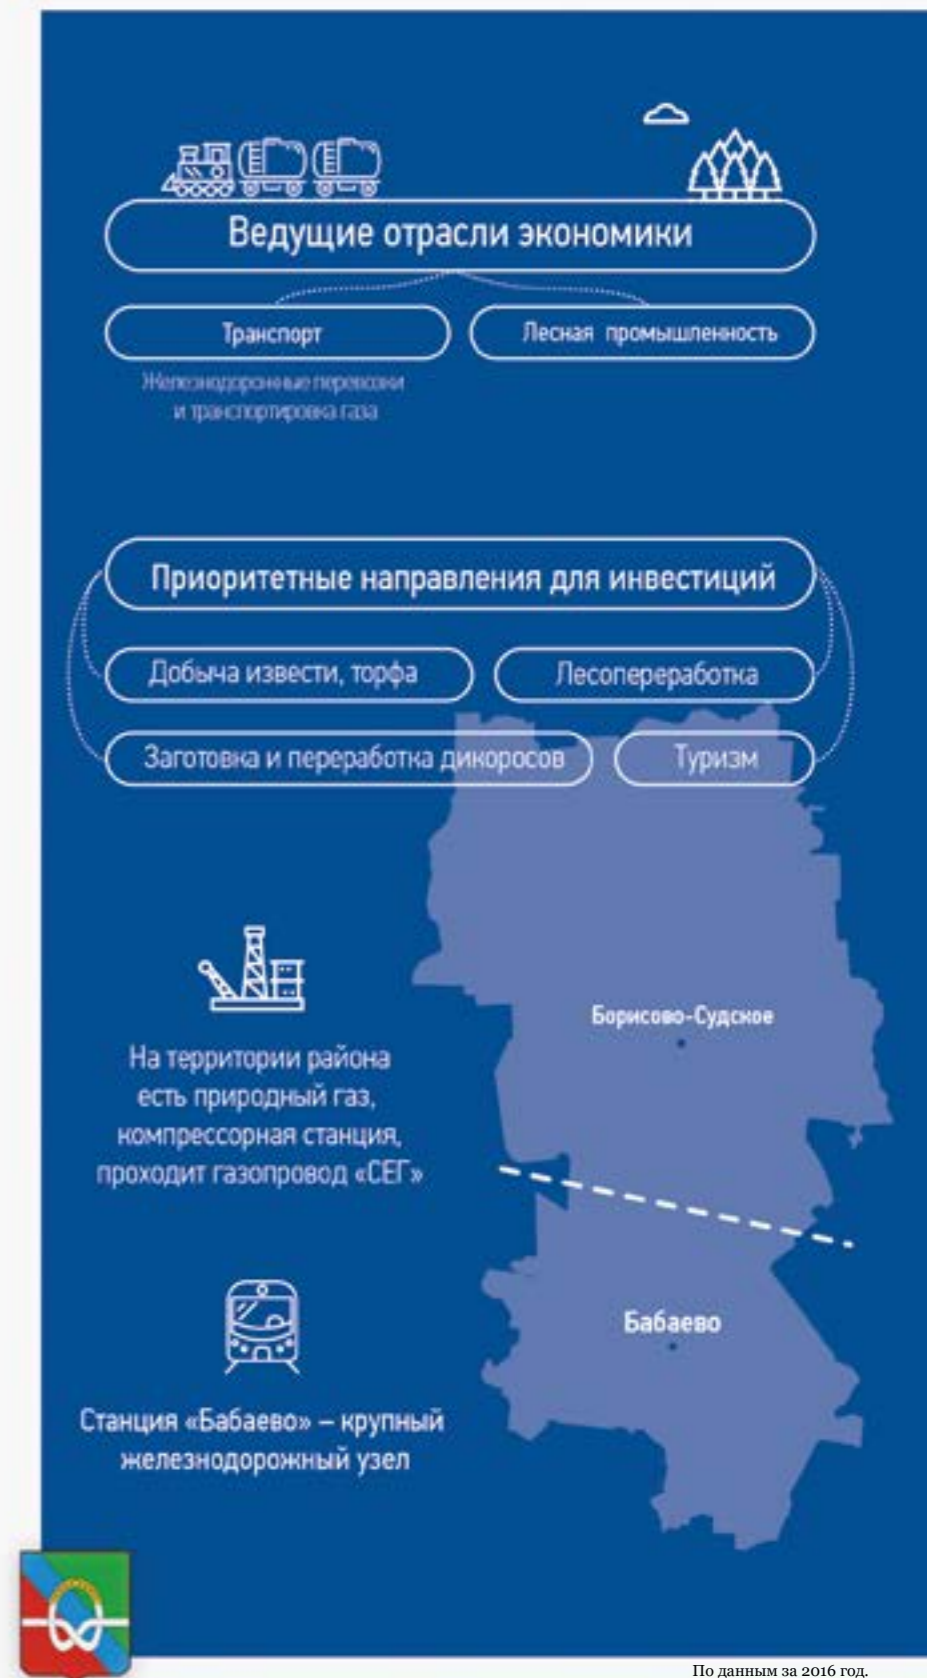 Ведущие отрасли экономики
Транспорт
Лесная промышленность
Железнодорожные перевозки
и транспортировка газа
Приоритетные направления для инвестиций
Добыча извести, торфа
Лесопереработка
Заготовка и переработка дикоросов
Туризм
Борисово-Судское
На территории района
есть природный газ,
компрессорная станция,
проходит газопровод «СЕГ»
Бабаево
Станция «Бабаево» – крупный
железнодорожный узел
По данным за 2016 год.